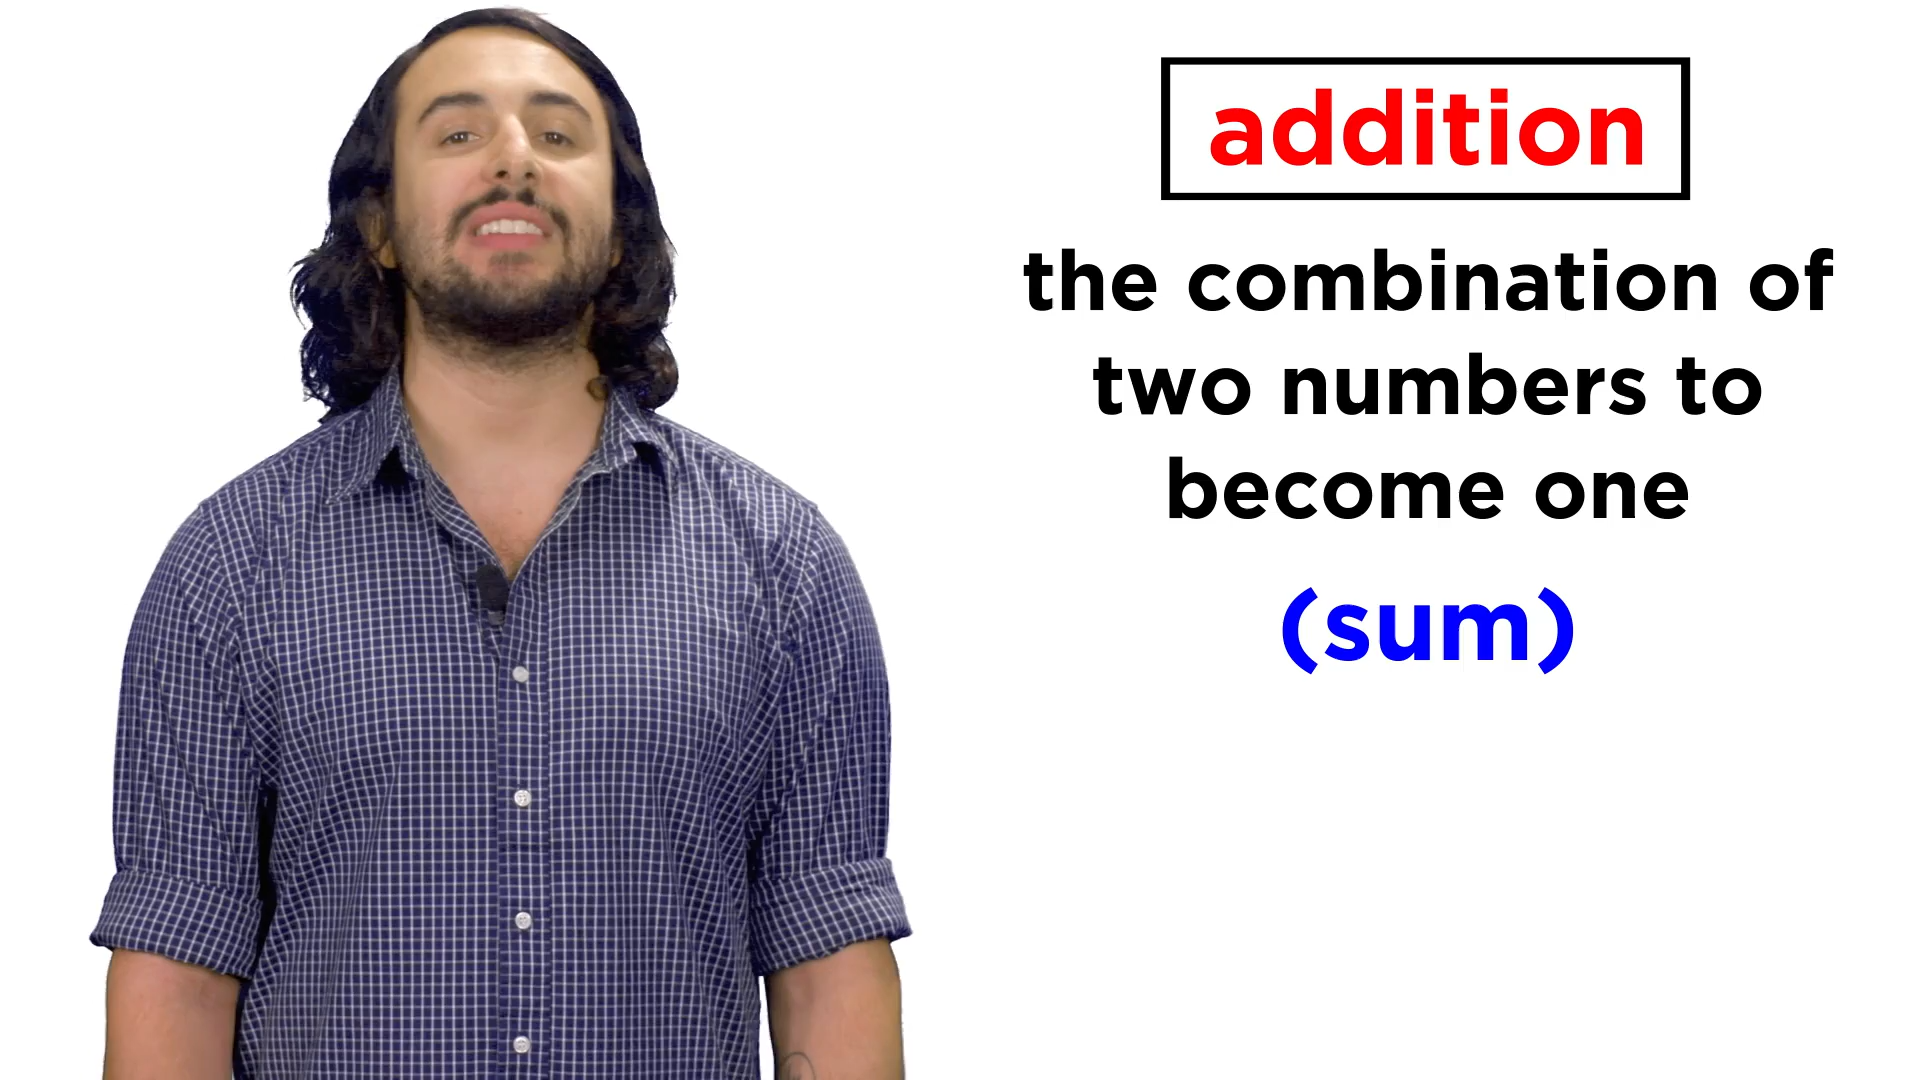 addition
the combination of
two numbers to
become one
(sum)